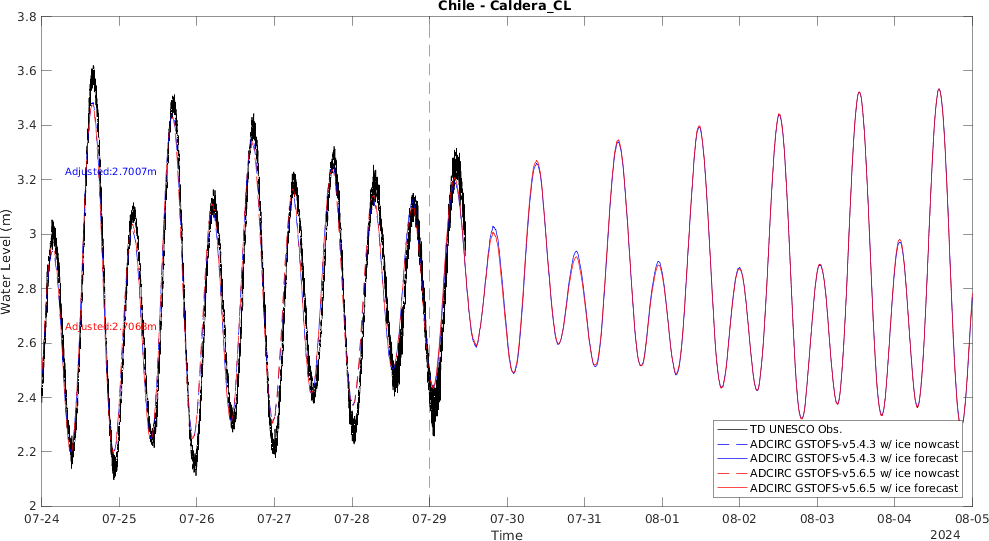 Chile - Caldera_CL
3.8
3.6
3.4
3.2
3
2.8
2.6
2.4
2.2
2
Water Level (m)
Adjusted:2.7007m
Adjusted:2.7063m
TD UNESCO Obs.
ADCIRC GSTOFS-v5.4.3 w/ ice nowcast
ADCIRC GSTOFS-v5.4.3 w/ ice forecast
ADCIRC GSTOFS-v5.6.5 w/ ice nowcast
ADCIRC GSTOFS-v5.6.5 w/ ice forecast
07-24 07-25 07-26 07-27 07-28 07-29 07-30 07-31 08-01 08-02 08-03 08-04 08-05
Time
2024